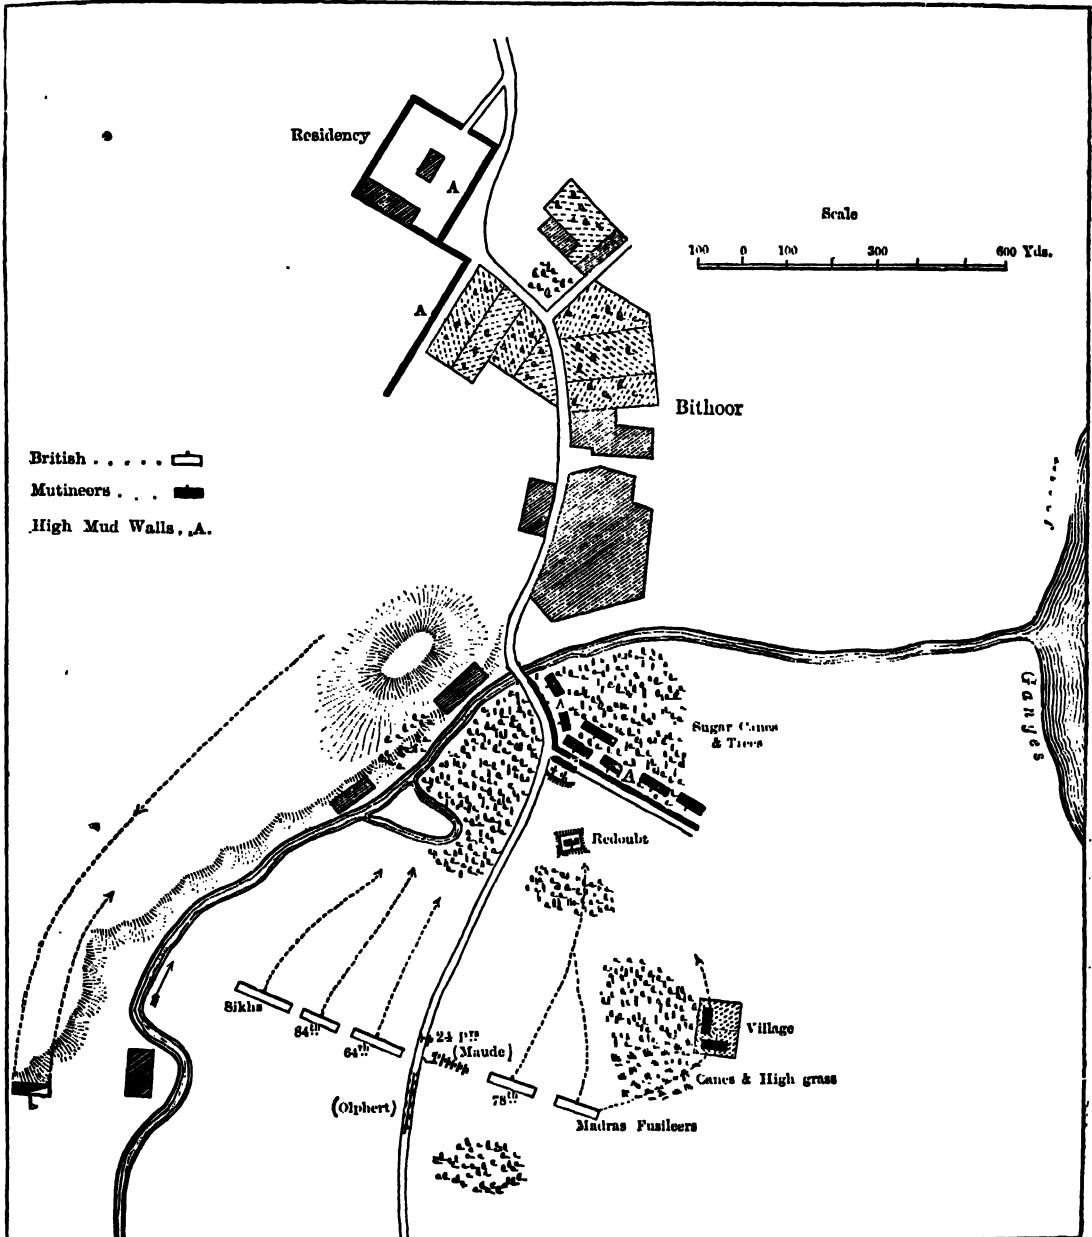 Residency
A
Scale
100 0 100 300 600 Yds.
A
Bithoor
British . . . . .
Mutineers . . .
High Mud Walls . . A.
Ganges
A
Sugar Canes
& Trees
A
Redoubt
Sikhs
84th
64th
24 Prs
(Maude)
Village
Canes & High grass
78th
(Olphert)
Madras Fusileers